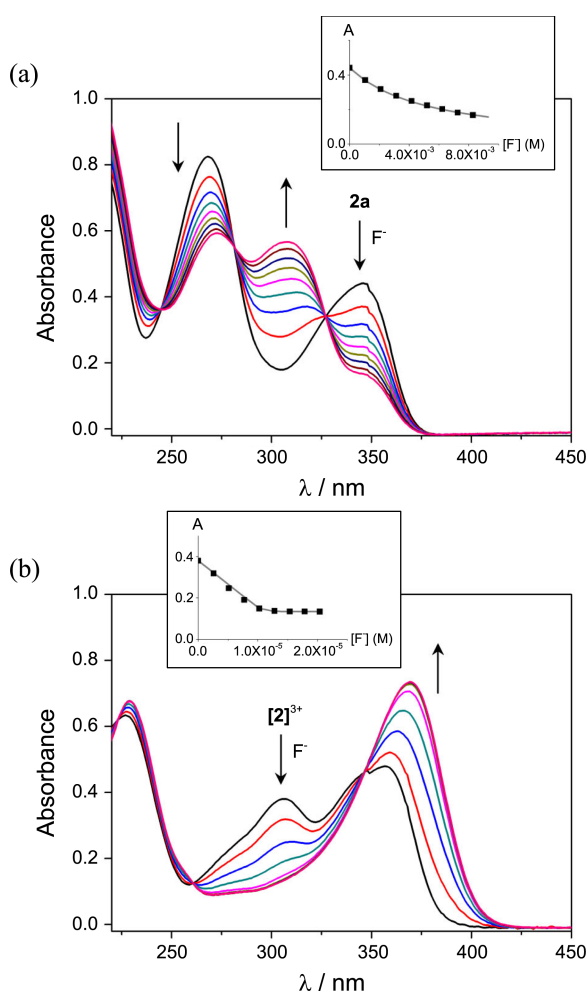 (a)
A
0.4
0.0
0.0 4.0X10⁻³ 8.0X10⁻³
[F⁻] (M)
1.0
0.8
0.6
0.4
0.2
0.0
Absorbance
2a
F⁻
250 300 350 400 450
λ / nm
(b)
A
0.4
0.2
0.0
0.0 1.0X10⁻⁵ 2.0X10⁻⁵
[F⁻] (M)
1.0
0.8
0.6
0.4
0.2
0.0
Absorbance
[2]³⁺
F⁻
250 300 350 400 450
λ / nm